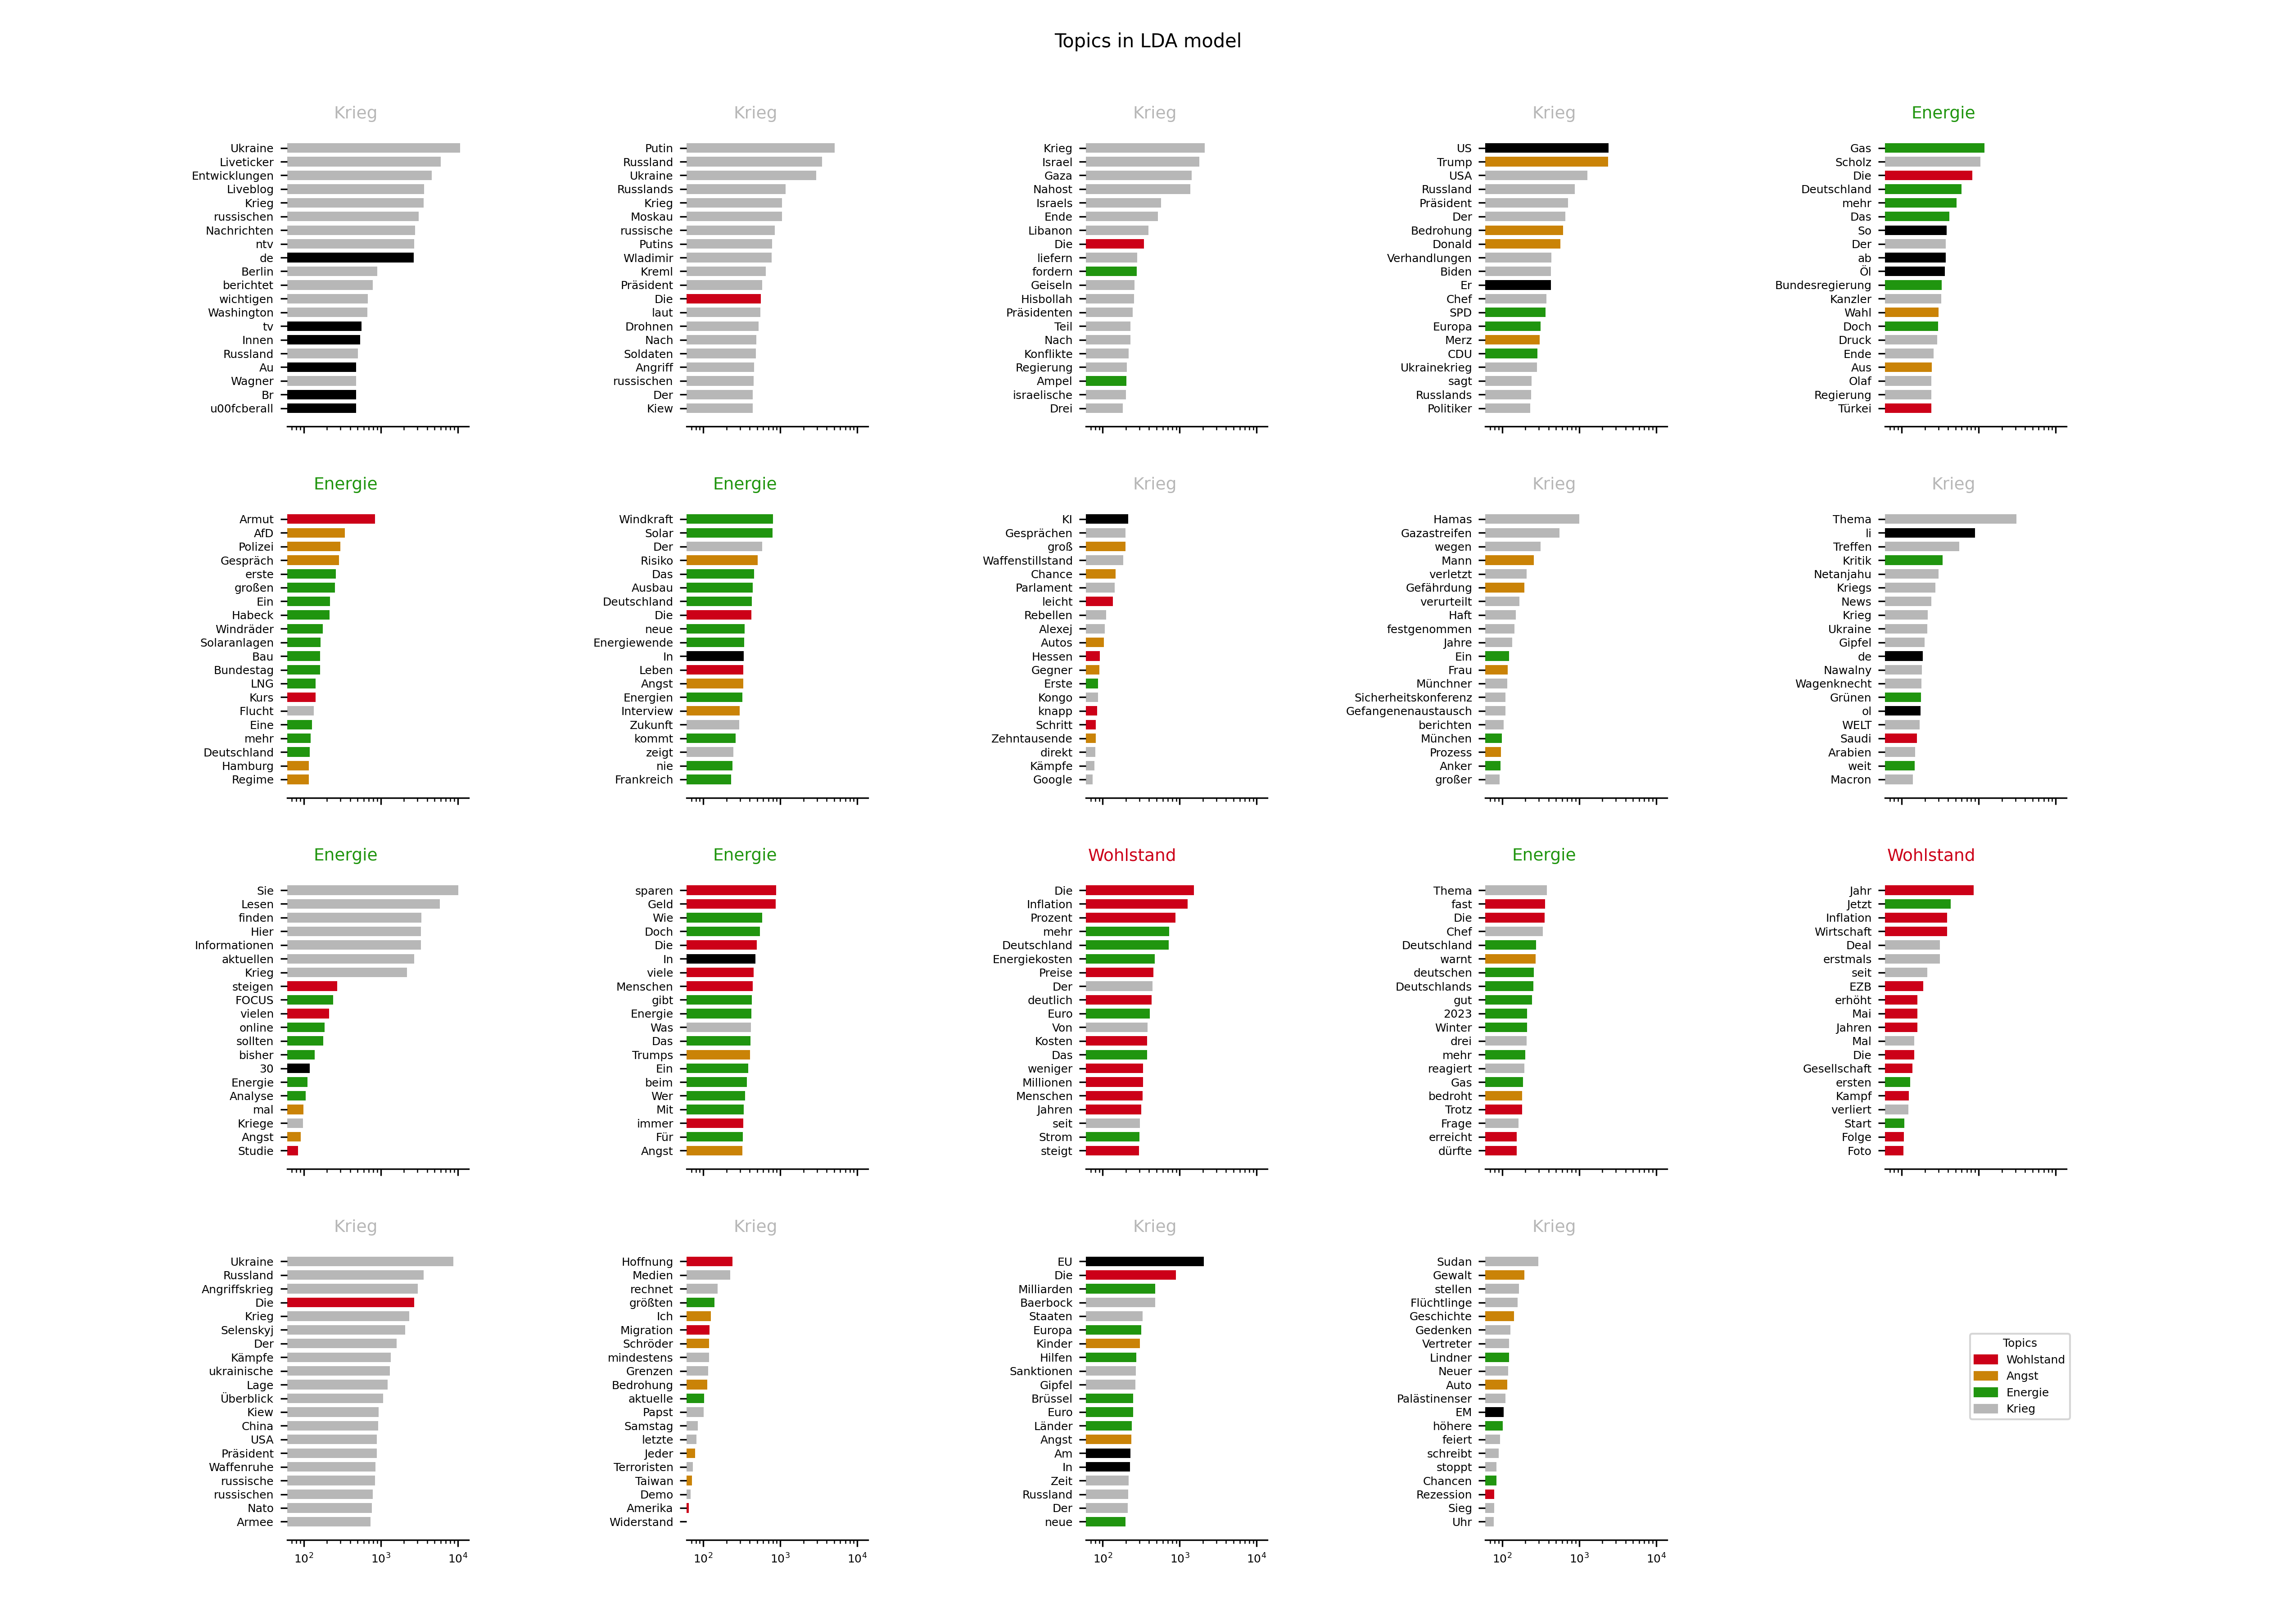 Topics in LDA model
Krieg
Ukraine
Liveticker
Entwicklungen
Liveblog
Krieg
russischen
Nachrichten
ntv
de
Berlin
berichtet
wichtigen
Washington
tv
Innen
Russland
Au
Wagner
Br
u00fcberall
Krieg
Putin
Russland
Ukraine
Russlands
Krieg
Moskau
russische
Putins
Wladimir
Kreml
Präsident
Die
laut
Drohnen
Nach
Soldaten
Angriff
russischen
Der
Kiew
Krieg
Krieg
Israel
Gaza
Nahost
Israels
Ende
Libanon
Die
liefern
fordern
Geiseln
Hisbollah
Präsidenten
Teil
Nach
Konflikte
Regierung
Ampel
israelische
Drei
Krieg
US
Trump
USA
Russland
Präsident
Der
Bedrohung
Donald
Verhandlungen
Biden
Er
Chef
SPD
Europa
Merz
CDU
Ukrainekrieg
sagt
Russlands
Politiker
Energie
Gas
Scholz
Die
Deutschland
mehr
Das
So
Der
ab
Öl
Bundesregierung
Kanzler
Wahl
Doch
Druck
Ende
Aus
Olaf
Regierung
Türkei
Energie
Armut
AfD
Polizei
Gespräch
erste
großen
Ein
Habeck
Windräder
Solaranlagen
Bau
Bundestag
LNG
Kurs
Flucht
Eine
mehr
Deutschland
Hamburg
Regime
Energie
Windkraft
Solar
Der
Risiko
Das
Ausbau
Deutschland
Die
neue
Energiewende
In
Leben
Angst
Energien
Interview
Zukunft
kommt
zeigt
nie
Frankreich
Krieg
KI
Gesprächen
groß
Waffenstillstand
Chance
Parlament
leicht
Rebellen
Alexej
Autos
Hessen
Gegner
Erste
Kongo
knapp
Schritt
Zehntausende
direkt
Kämpfe
Google
Krieg
Hamas
Gazastreifen
wegen
Mann
verletzt
Gefährdung
verurteilt
Haft
festgenommen
Jahre
Ein
Frau
Münchner
Sicherheitskonferenz
Gefangenenaustausch
berichten
München
Prozess
Anker
großer
Krieg
Thema
li
Treffen
Kritik
Netanjahu
Kriegs
News
Krieg
Ukraine
Gipfel
de
Nawalny
Wagenknecht
Grünen
ol
WELT
Saudi
Arabien
weit
Macron
Energie
Sie
Lesen
finden
Hier
Informationen
aktuellen
Krieg
steigen
FOCUS
vielen
online
sollten
bisher
30
Energie
Analyse
mal
Kriege
Angst
Studie
Energie
sparen
Geld
Wie
Doch
Die
In
viele
Menschen
gibt
Energie
Was
Das
Trumps
Ein
beim
Wer
Mit
immer
Für
Angst
Wohlstand
Die
Inflation
Prozent
mehr
Deutschland
Energiekosten
Preise
Der
deutlich
Euro
Von
Kosten
Das
weniger
Millionen
Menschen
Jahren
seit
Strom
steigt
Energie
Thema
fast
Die
Chef
Deutschland
warnt
deutschen
Deutschlands
gut
2023
Winter
drei
mehr
reagiert
Gas
bedroht
Trotz
Frage
erreicht
dürfte
Wohlstand
Jahr
Jetzt
Inflation
Wirtschaft
Deal
erstmals
seit
EZB
erhöht
Mai
Jahren
Mal
Die
Gesellschaft
ersten
Kampf
verliert
Start
Folge
Foto
Krieg
Ukraine
Russland
Angriffskrieg
Die
Krieg
Selenskyj
Der
Kämpfe
ukrainische
Lage
Überblick
Kiew
China
USA
Präsident
Waffenruhe
russische
russischen
Nato
Armee
10² 10³ 10⁴
Krieg
Hoffnung
Medien
rechnet
größten
Ich
Migration
Schröder
mindestens
Grenzen
Bedrohung
aktuelle
Papst
Samstag
letzte
Jeder
Terroristen
Taiwan
Demo
Amerika
Widerstand
10² 10³ 10⁴
Krieg
EU
Die
Milliarden
Baerbock
Staaten
Europa
Kinder
Hilfen
Sanktionen
Gipfel
Brüssel
Euro
Länder
Angst
Am
In
Zeit
Russland
Der
neue
10² 10³ 10⁴
Krieg
Sudan
Gewalt
stellen
Flüchtlinge
Geschichte
Gedenken
Vertreter
Lindner
Neuer
Auto
Palästinenser
EM
höhere
feiert
schreibt
stoppt
Chancen
Rezession
Sieg
Uhr
10² 10³ 10⁴
Topics
Wohlstand
Angst
Energie
Krieg